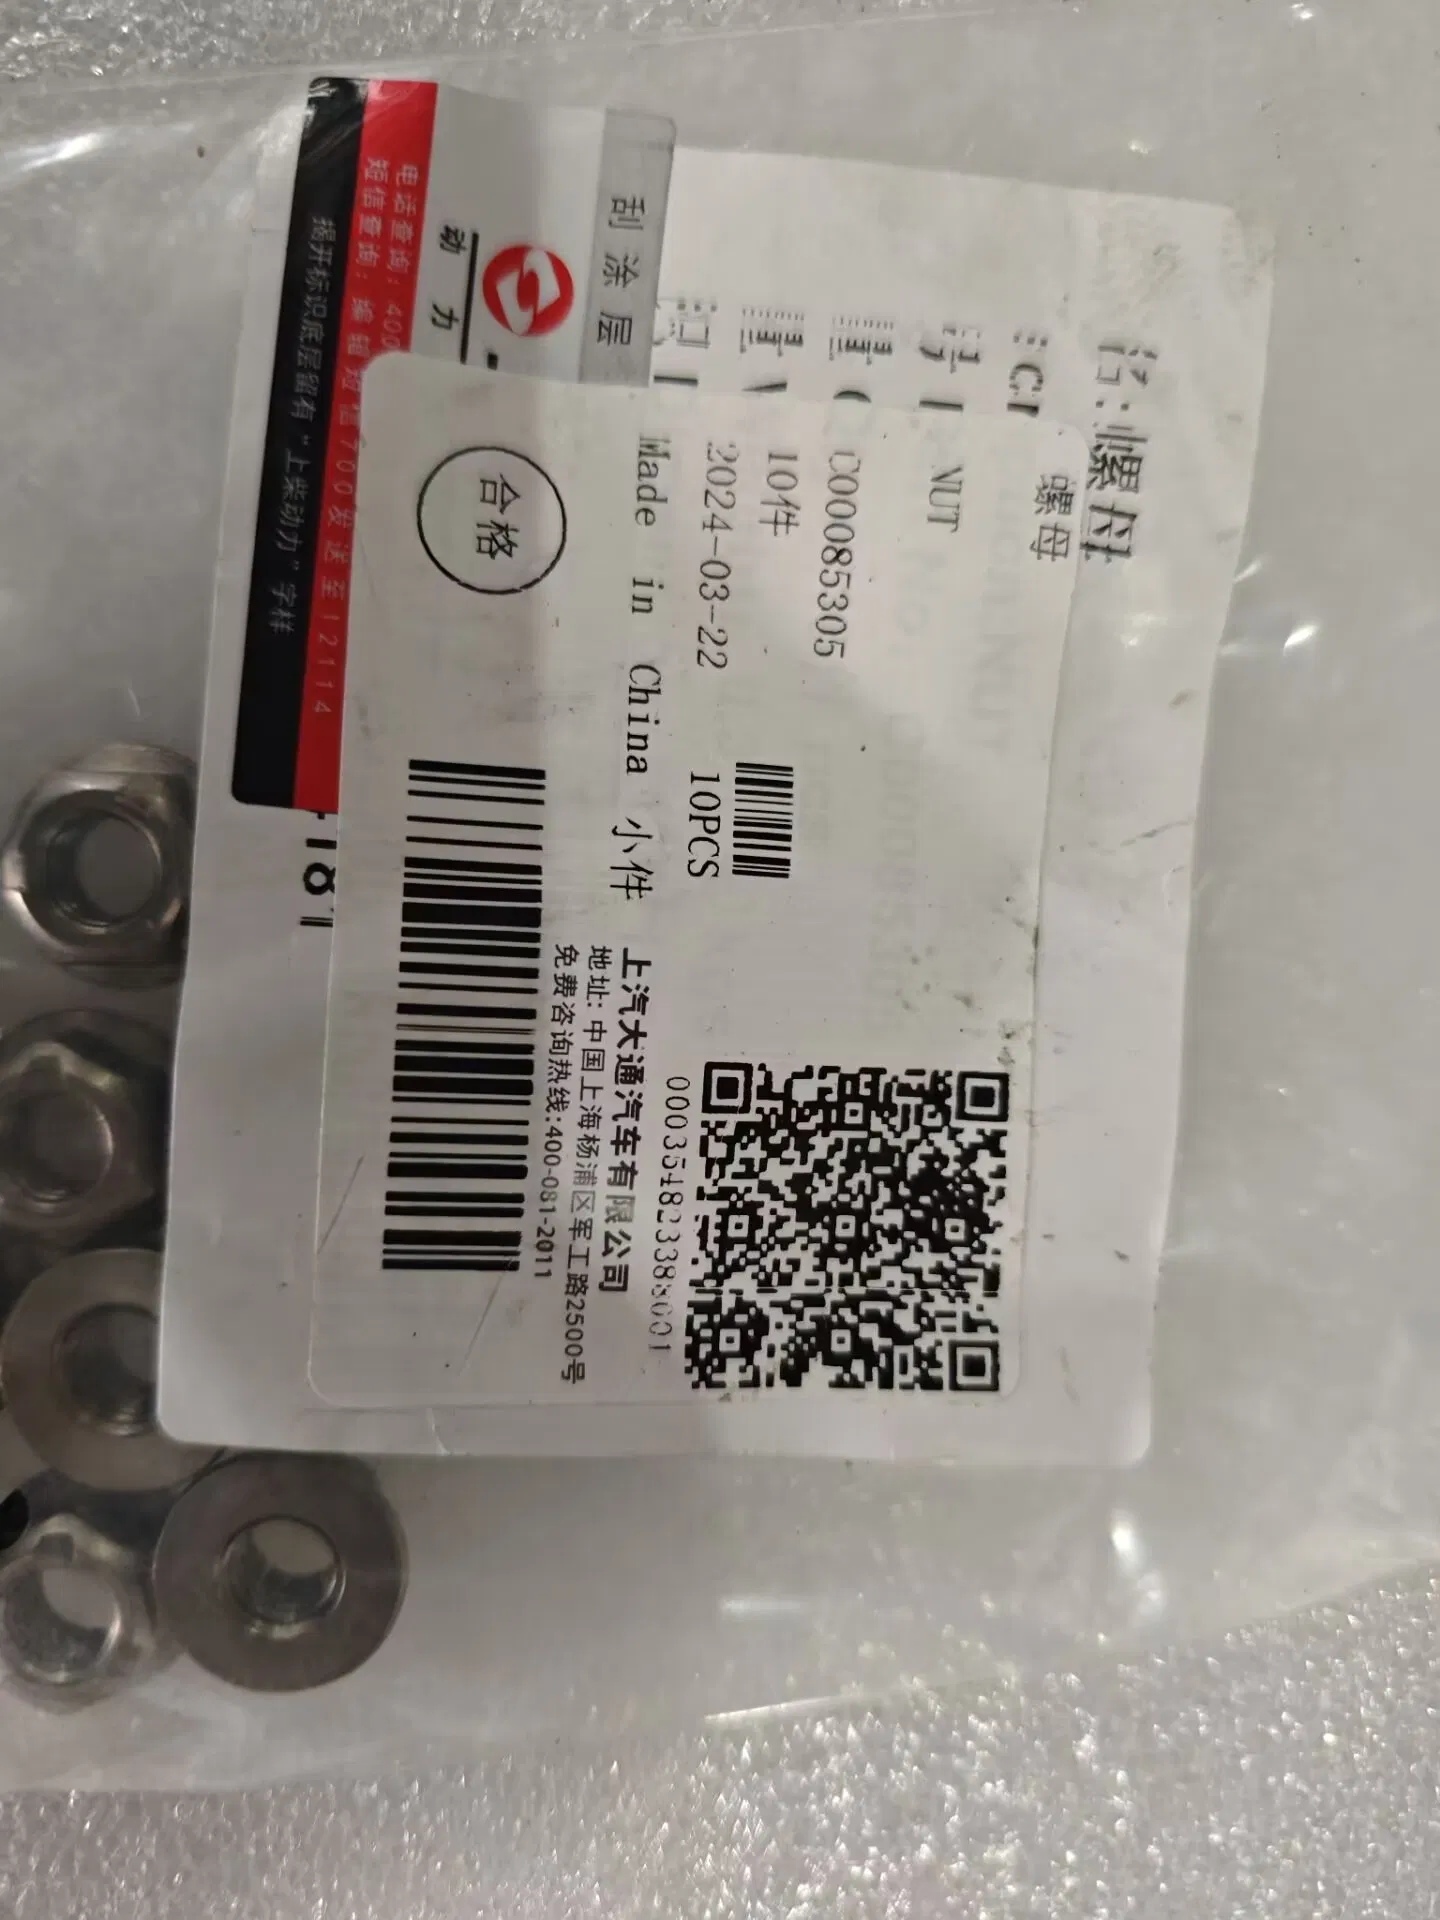 名:螺母
螺母
NUT
C00085305
10件
2024-03-22
10PCS
Made in China 小件
合格
上汽大通汽车有限公司
地址: 中国上海杨浦区军工路2500号
免费咨询热线:400-081-2011
刮涂层
动力
电话查询: 400
短信查询: 编辑短信700发送至12114
揭开标识底层留有“上柴动力”字样